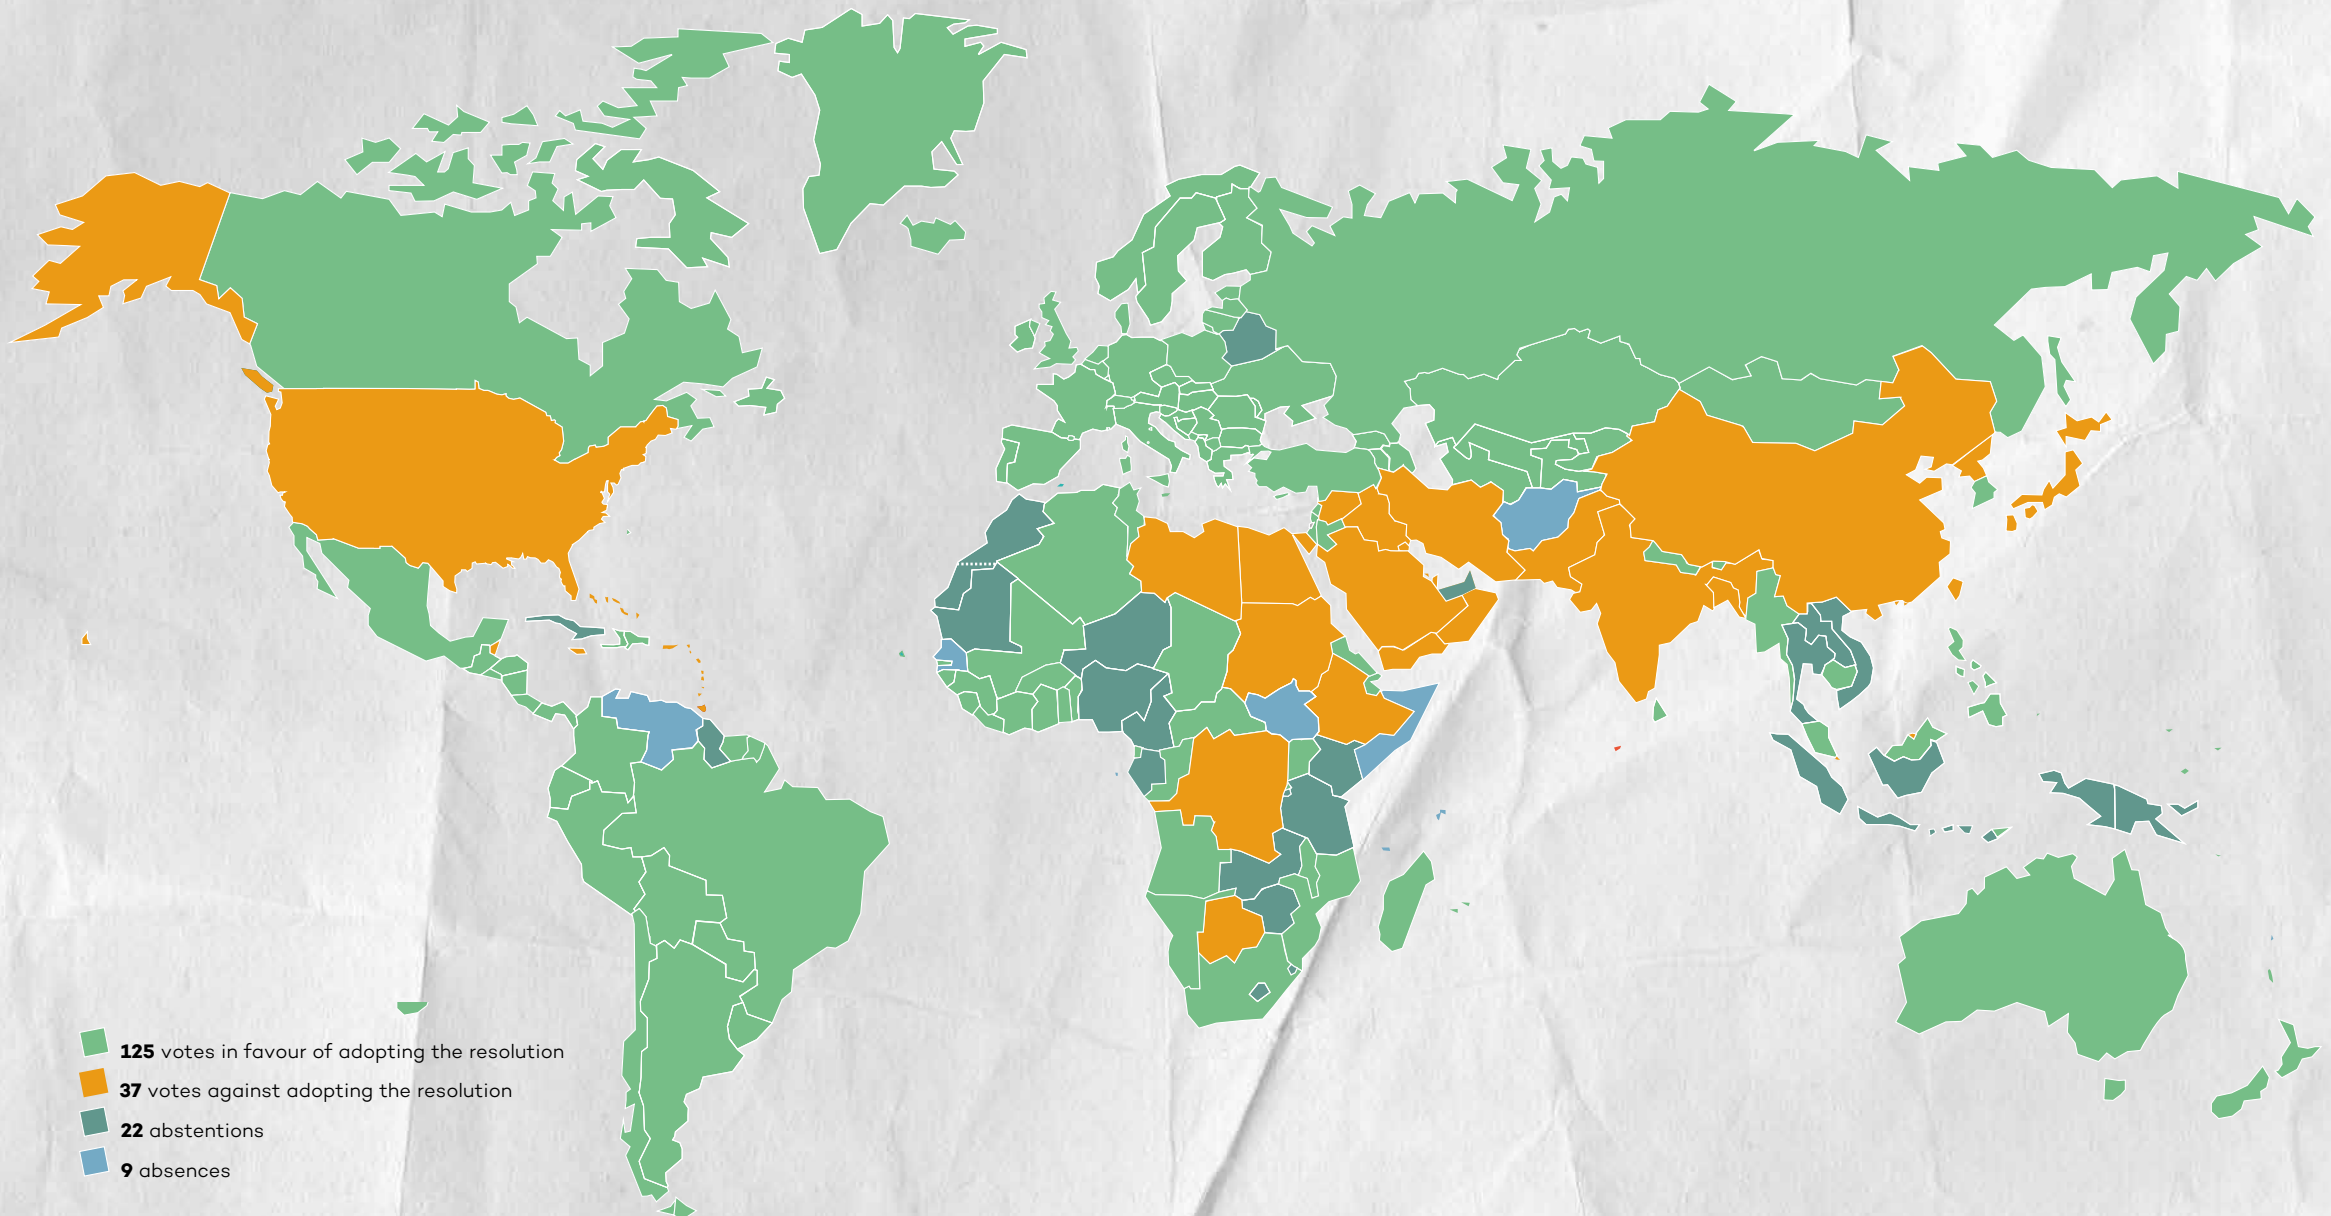 125 votes in favour of adopting the resolution
37 votes against adopting the resolution
22 abstentions
9 absences